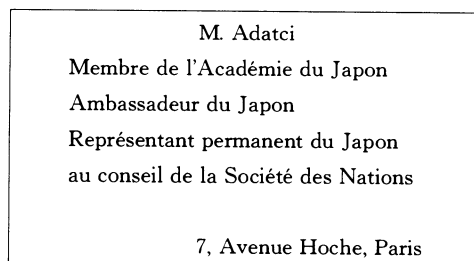 M. Adatci
Membre de l'Académie du Japon
Ambassadeur du Japon
Représentant permanent du Japon
au conseil de la Société des Nations
7, Avenue Hoche, Paris